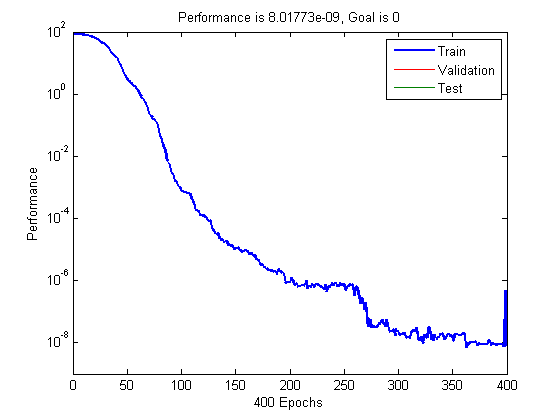 Performance is 8.01773e-09, Goal is 0
10^2
10^0
10^-2
10^-4
10^-6
10^-8
Performance
Train
Validation
Test
0 50 100 150 200 250 300 350 400
400 Epochs